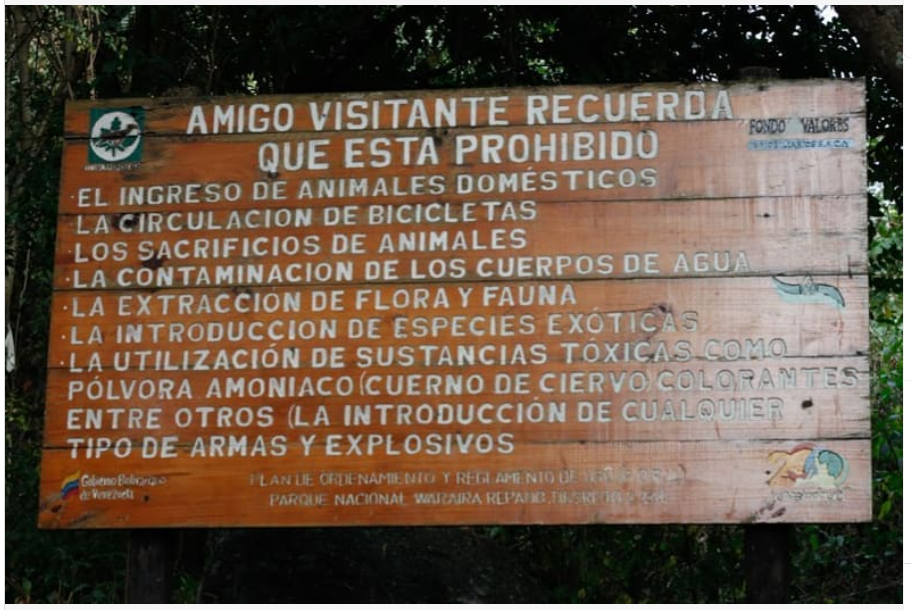 AMIGO VISITANTE RECUERDA
FONDO VALORES
QUE ESTA PROHIBIDO
·EL INGRESO DE ANIMALES DOMÉSTICOS
·LA CIRCULACION DE BICICLETAS
·LOS SACRIFICIOS DE ANIMALES
·LA CONTAMINACION DE LOS CUERPOS DE AGUA
·LA EXTRACCION DE FLORA Y FAUNA
·LA INTRODUCCION DE ESPECIES EXÓTICAS
·LA UTILIZACIÓN DE SUSTANCIAS TÓXICAS COMO
PÓLVORA AMONIACO (CUERNO DE CIERVO) COLORANTES
ENTRE OTROS (LA INTRODUCCIÓN DE CUALQUIER
TIPO DE ARMAS Y EXPLOSIVOS
Gobierno Bolivariano
de Venezuela
PLAN DE ORDENAMIENTO Y REGLAMENTO DE
PARQUE NACIONAL WARAIRA REPANO